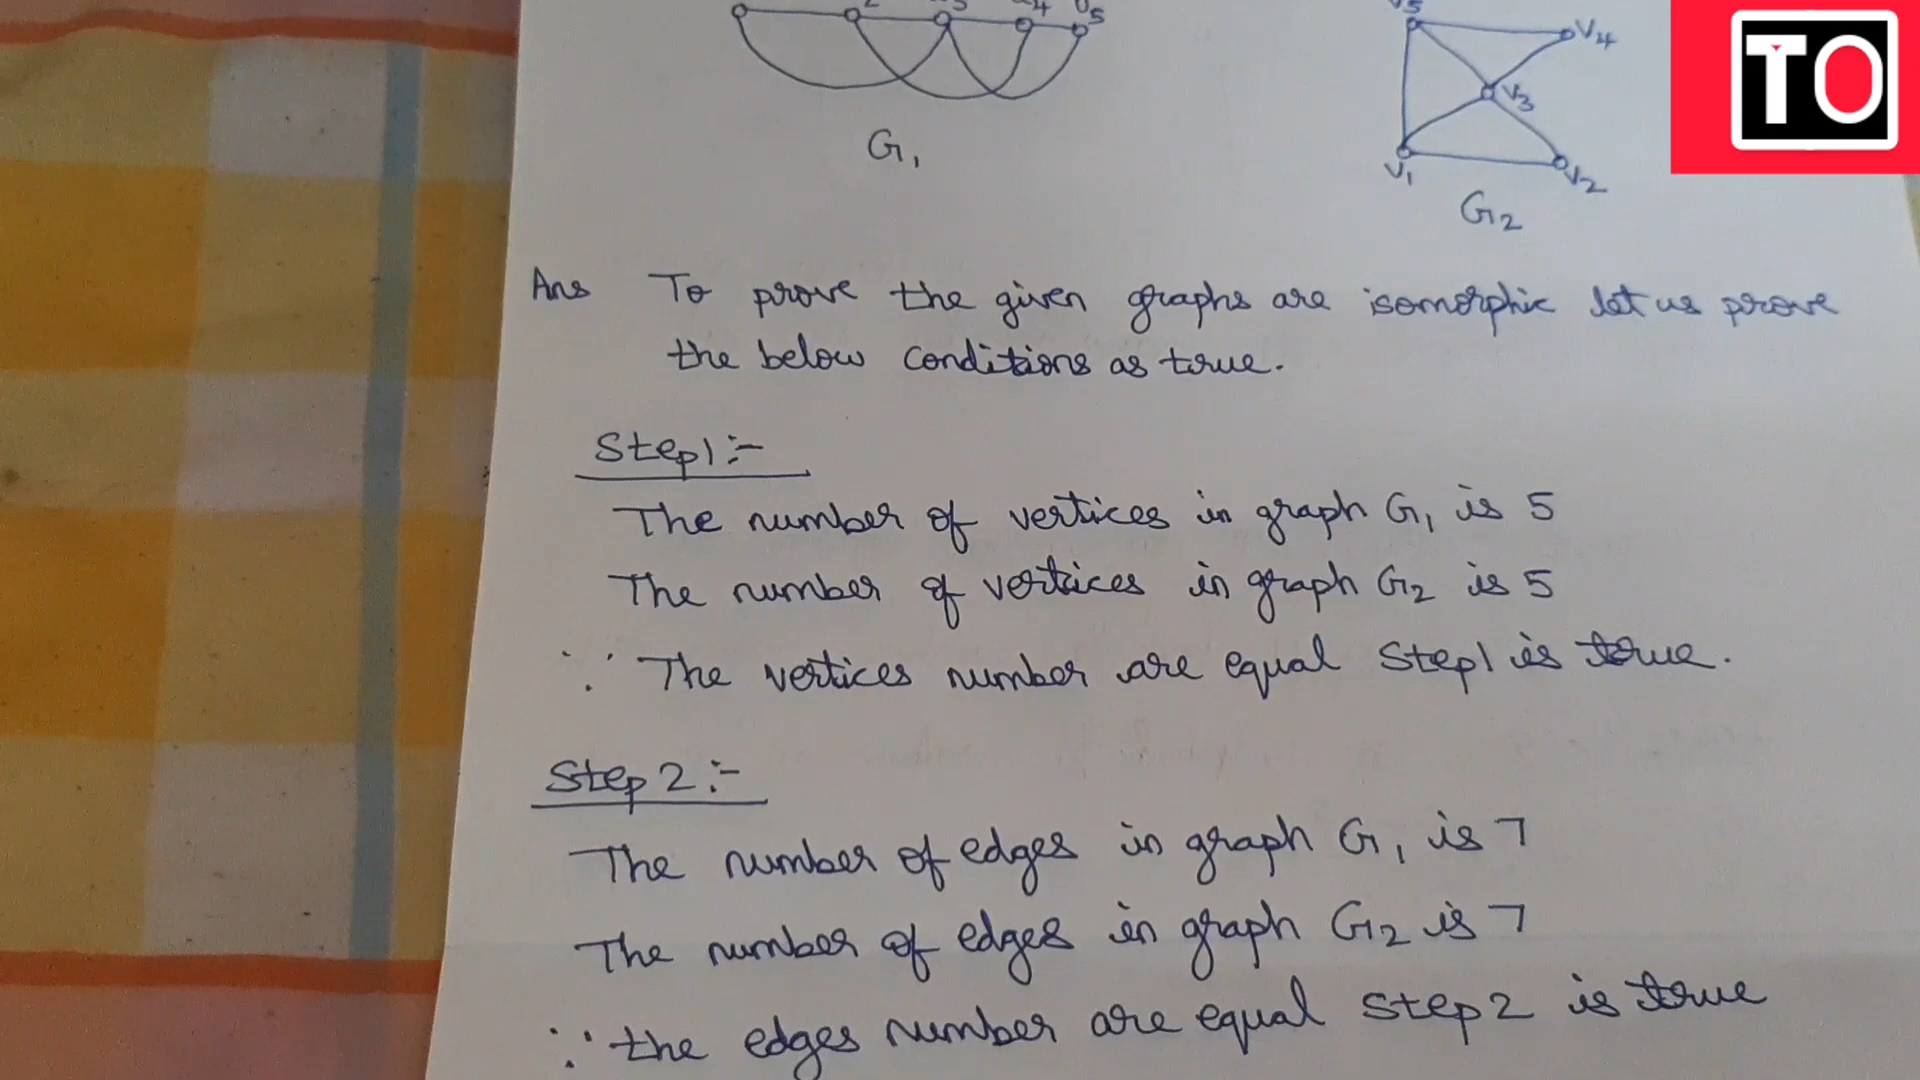 4 U5
V4
V3
G1
V1 V2
G2
TO
Ans To prove the given graphs are isomorphic let us prove
the below conditions as true.
Step1:-
The number of vertices in graph G1 is 5
The number of vertices in graph G2 is 5
∵ The vertices number are equal Step1 is true.
Step 2:-
The number of edges in graph G1 is 7
The number of edges in graph G2 is 7
∵ the edges number are equal Step2 is true